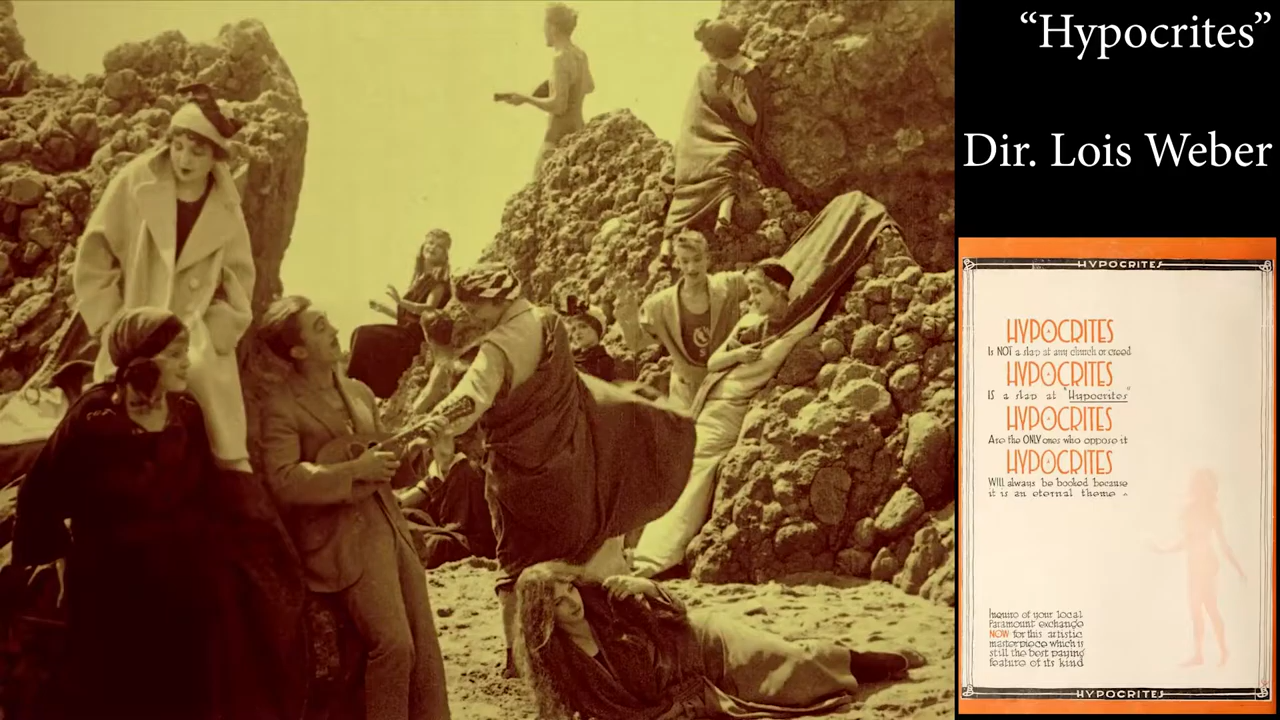 “Hypocrites”
Dir. Lois Weber
HYPOCRITES
HYPOCRITES
Is NOT a slap at any church or creed
HYPOCRITES
IS a slap at "Hypocrites"
HYPOCRITES
Are the ONLY ones who oppose it
HYPOCRITES
WILL always be booked because
it is an eternal theme -
Inquire of your local
Paramount exchange
NOW for this artistic
masterpiece which is
still the best paying
feature of its kind
HYPOCRITES